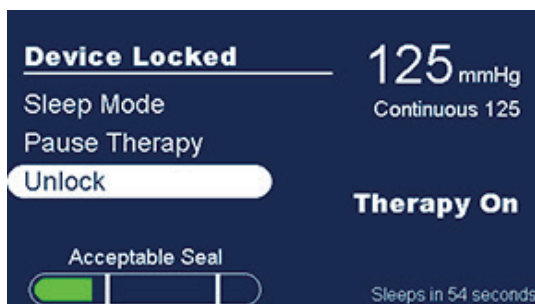 Device Locked
Sleep Mode
Pause Therapy
Unlock
Acceptable Seal
125 mmHg
Continuous 125
Therapy On
Sleeps in 54 seconds